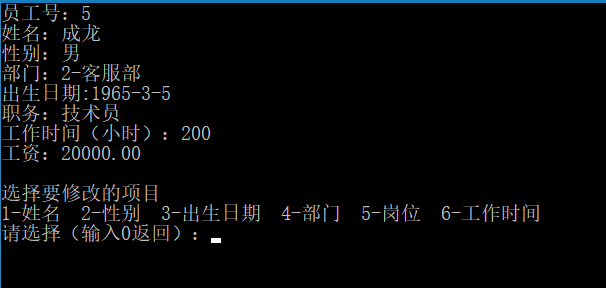 员工号：5
姓名：成龙
性别：男
部门：2-客服部
出生日期:1965-3-5
职务：技术员
工作时间（小时）：200
工资：20000.00
选择要修改的项目
1-姓名  2-性别  3-出生日期  4-部门  5-岗位  6-工作时间
请选择（输入0返回）：